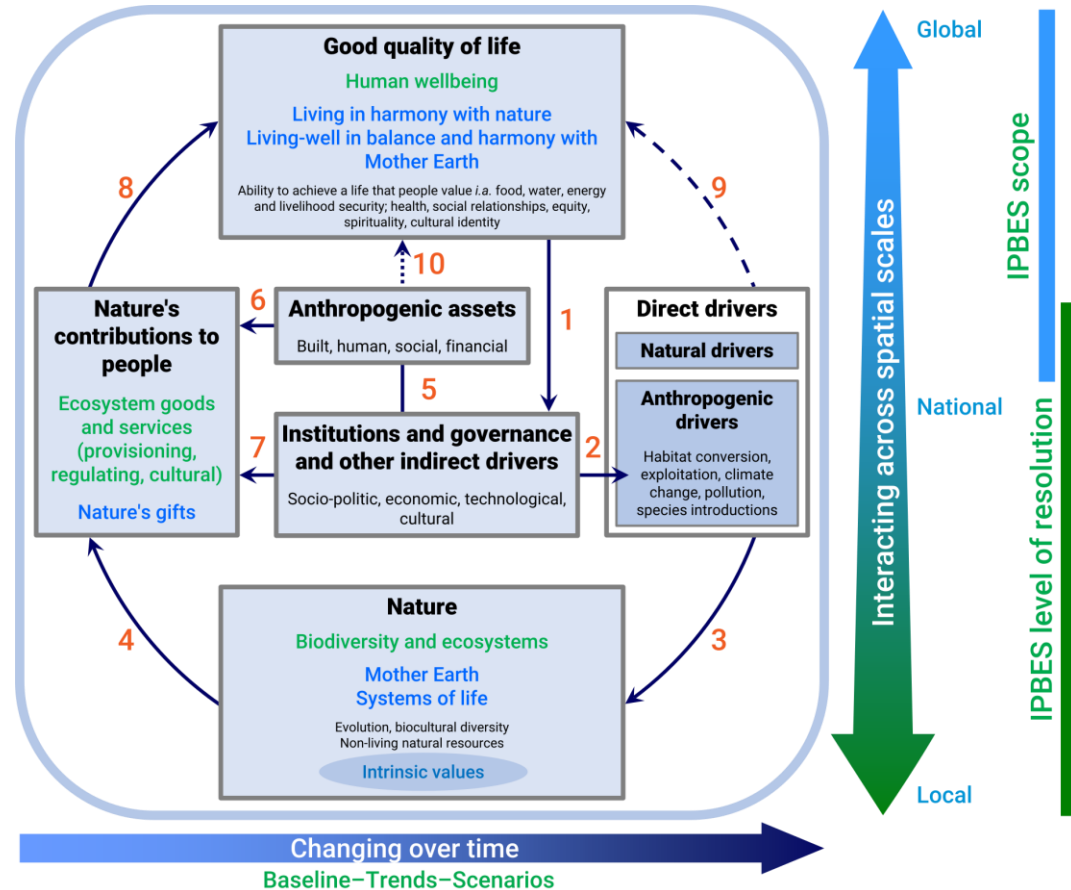 Good quality of life
Human wellbeing
Living in harmony with nature
Living-well in balance and harmony with
Mother Earth
Ability to achieve a life that people value i.a. food, water, energy
and livelihood security; health, social relationships, equity,
spirituality, cultural identity
8
9
10
6
1
Nature's
contributions to
people
Ecosystem goods
and services
(provisioning,
regulating, cultural)
Nature's gifts
Anthropogenic assets
Built, human, social, financial
5
7
Institutions and governance
and other indirect drivers
Socio-politic, economic, technological,
cultural
2
Direct drivers
Natural drivers
Anthropogenic
drivers
Habitat conversion,
exploitation, climate
change, pollution,
species introductions
4
3
Nature
Biodiversity and ecosystems
Mother Earth
Systems of life
Evolution, biocultural diversity
Non-living natural resources
Intrinsic values
Changing over time
Baseline–Trends–Scenarios
Interacting across spatial scales
Global
National
Local
IPBES scope
IPBES level of resolution